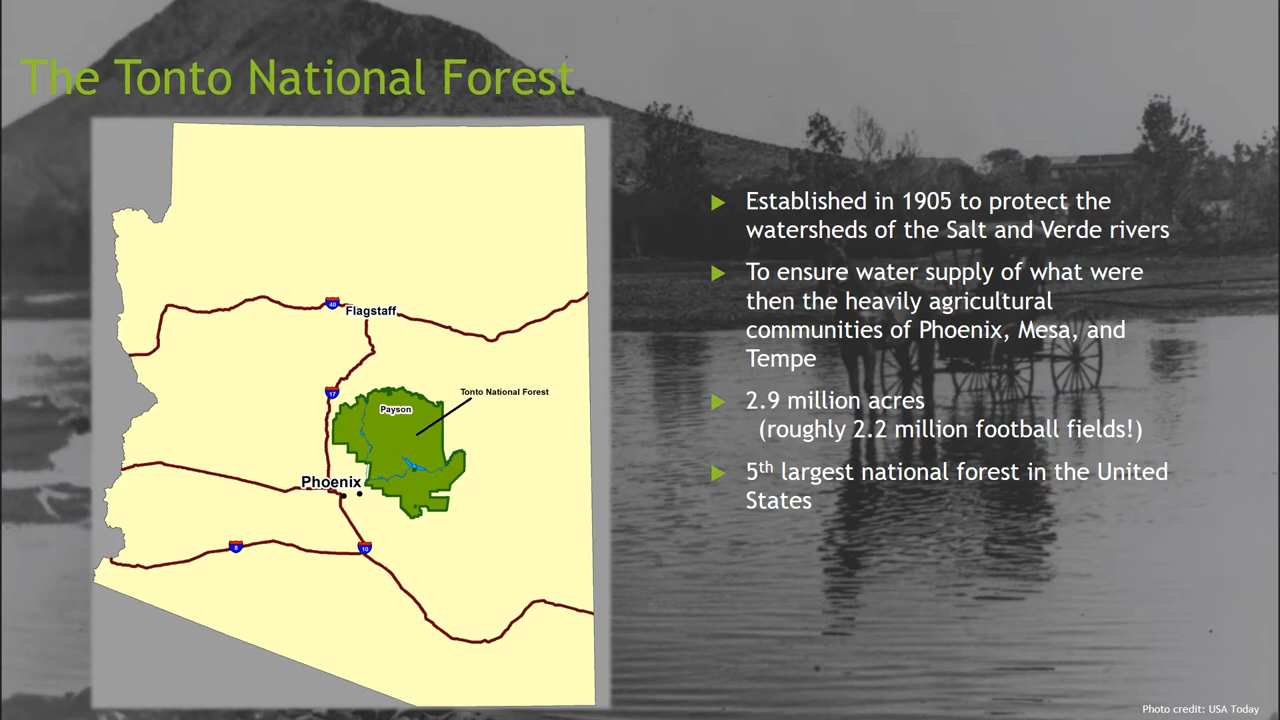 The Tonto National Forest
40
Flagstaff
17
Tonto National Forest
Payson
Phoenix
8
10
Established in 1905 to protect the
watersheds of the Salt and Verde rivers
To ensure water supply of what were
then the heavily agricultural
communities of Phoenix, Mesa, and
Tempe
2.9 million acres
(roughly 2.2 million football fields!)
5th largest national forest in the United
States
Photo credit: USA Today